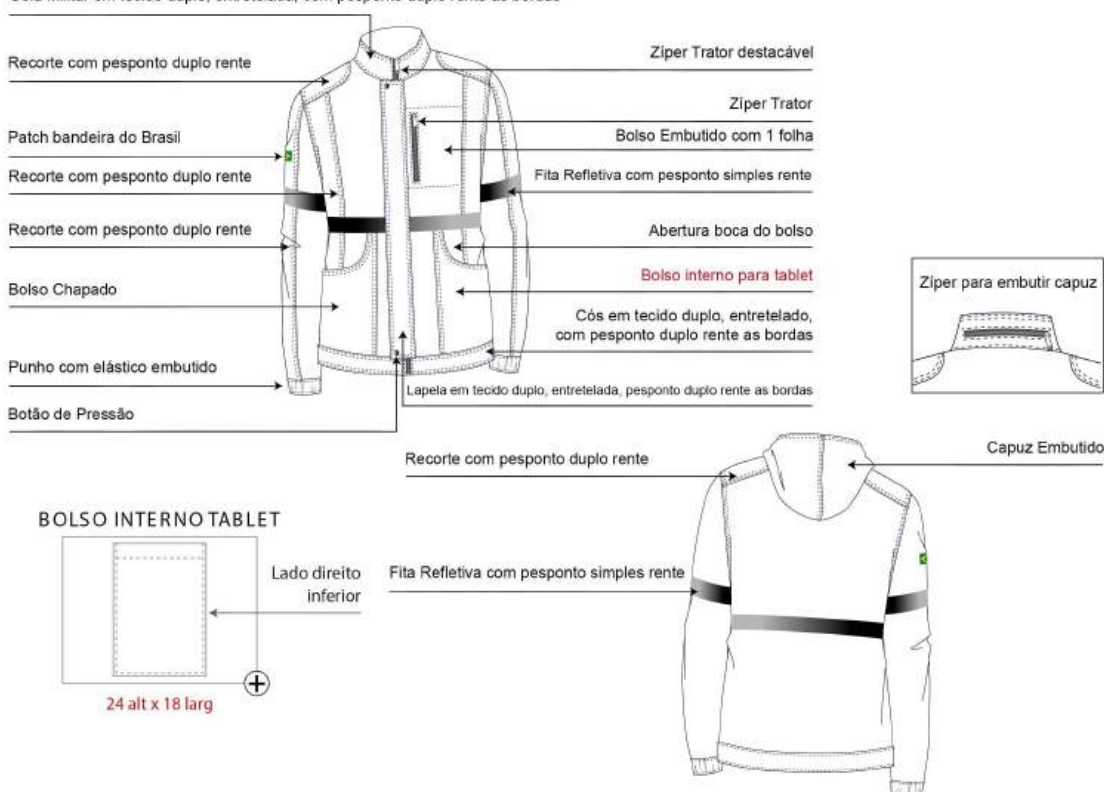 Recorte com pesponto duplo rente
Patch bandeira do Brasil
Recorte com pesponto duplo rente
Recorte com pesponto duplo rente
Bolso Chapado
Punho com elástico embutido
Botão de Pressão
Zíper Trator destacável
Zíper Trator
Bolso Embutido com 1 folha
Fita Refletiva com pesponto simples rente
Abertura boca do bolso
Bolso interno para tablet
Cós em tecido duplo, entretelado,
com pesponto duplo rente as bordas
Lapela em tecido duplo, entretelada, pesponto duplo rente as bordas
Zíper para embutir capuz
Recorte com pesponto duplo rente
Capuz Embutido
Fita Refletiva com pesponto simples rente
BOLSO INTERNO TABLET
Lado direito
inferior
24 alt x 18 larg